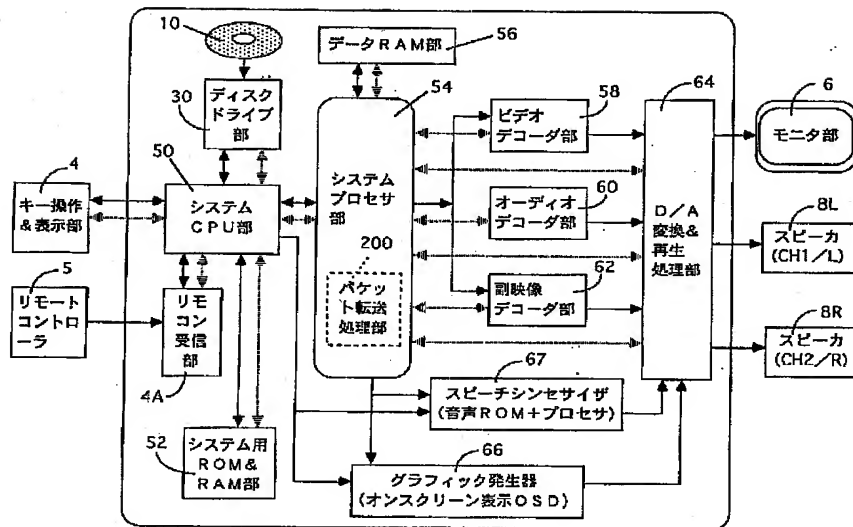 10
データRAM部
56
ディスク
ドライブ部
30
54
50
システム
CPU部
4
キー操作
&表示部
5
リモート
コントロー
ラ
リモ
コン
受信
部
4A
52
システム用
ROM&
RAM部
システム
プロセサ
部
200
パケッ
ト転送
処理部
ビデオ
デコーダ部
58
オーディオ
デコーダ部
60
副映像
デコーダ部
62
64
D/A
変換&
再生
処理部
6
モニタ部
8L
スピーカ
(CH1/L)
8R
スピーカ
(CH2/R)
67
スピーチシンセサイザ
(音声ROM+プロセサ)
66
グラフィック発生器
(オンスクリーン表示OSD)